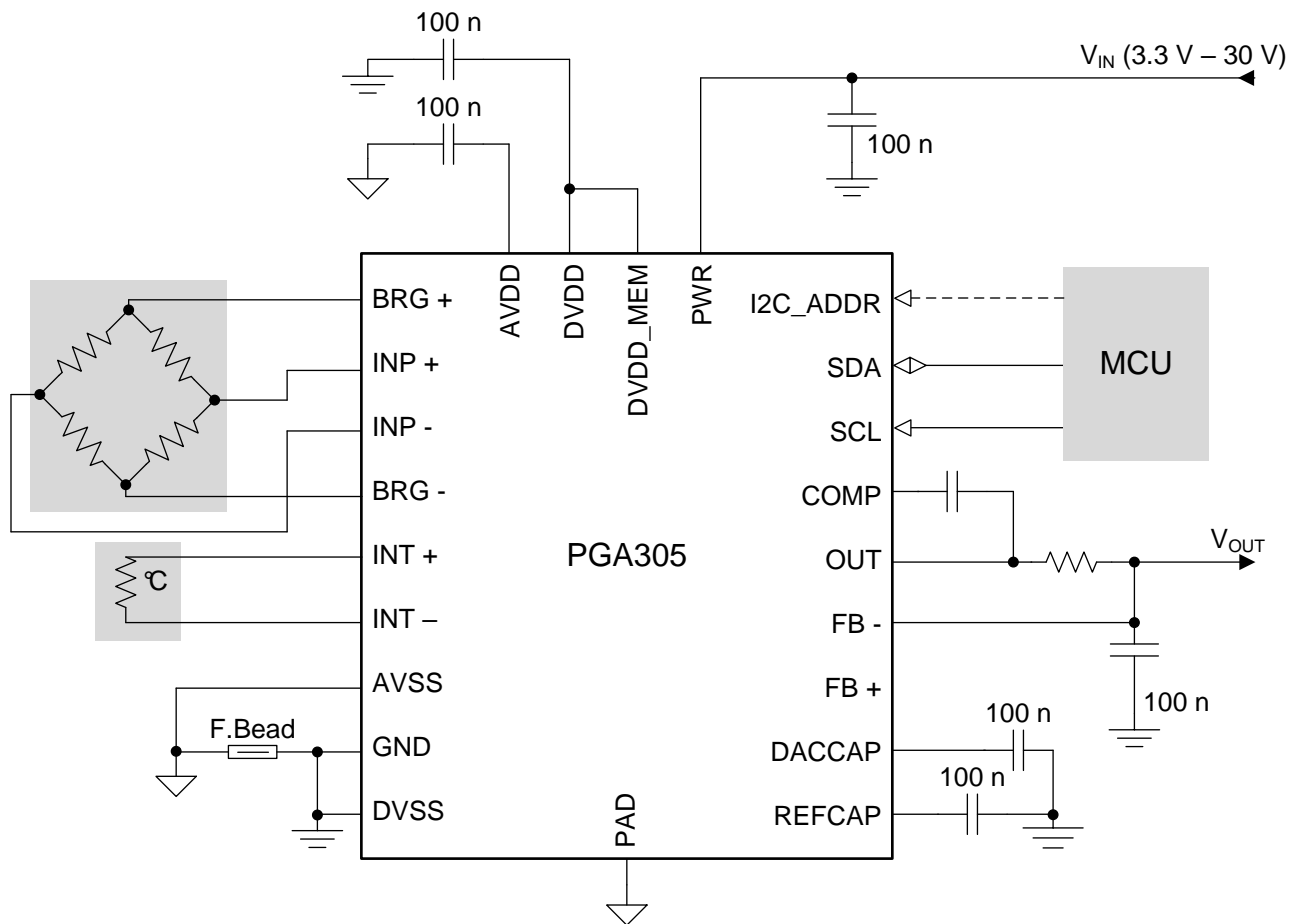 100 n
V_IN (3.3 V – 30 V)
100 n
100 n
AVDD
DVDD
DVDD_MEM
PWR
BRG +
INP +
INP -
BRG -
INT +
INT –
°C
AVSS
F.Bead
GND
DVSS
PGA305
PAD
I2C_ADDR
SDA
SCL
MCU
COMP
OUT
V_OUT
FB -
FB +
100 n
100 n
DACCAP
100 n
REFCAP